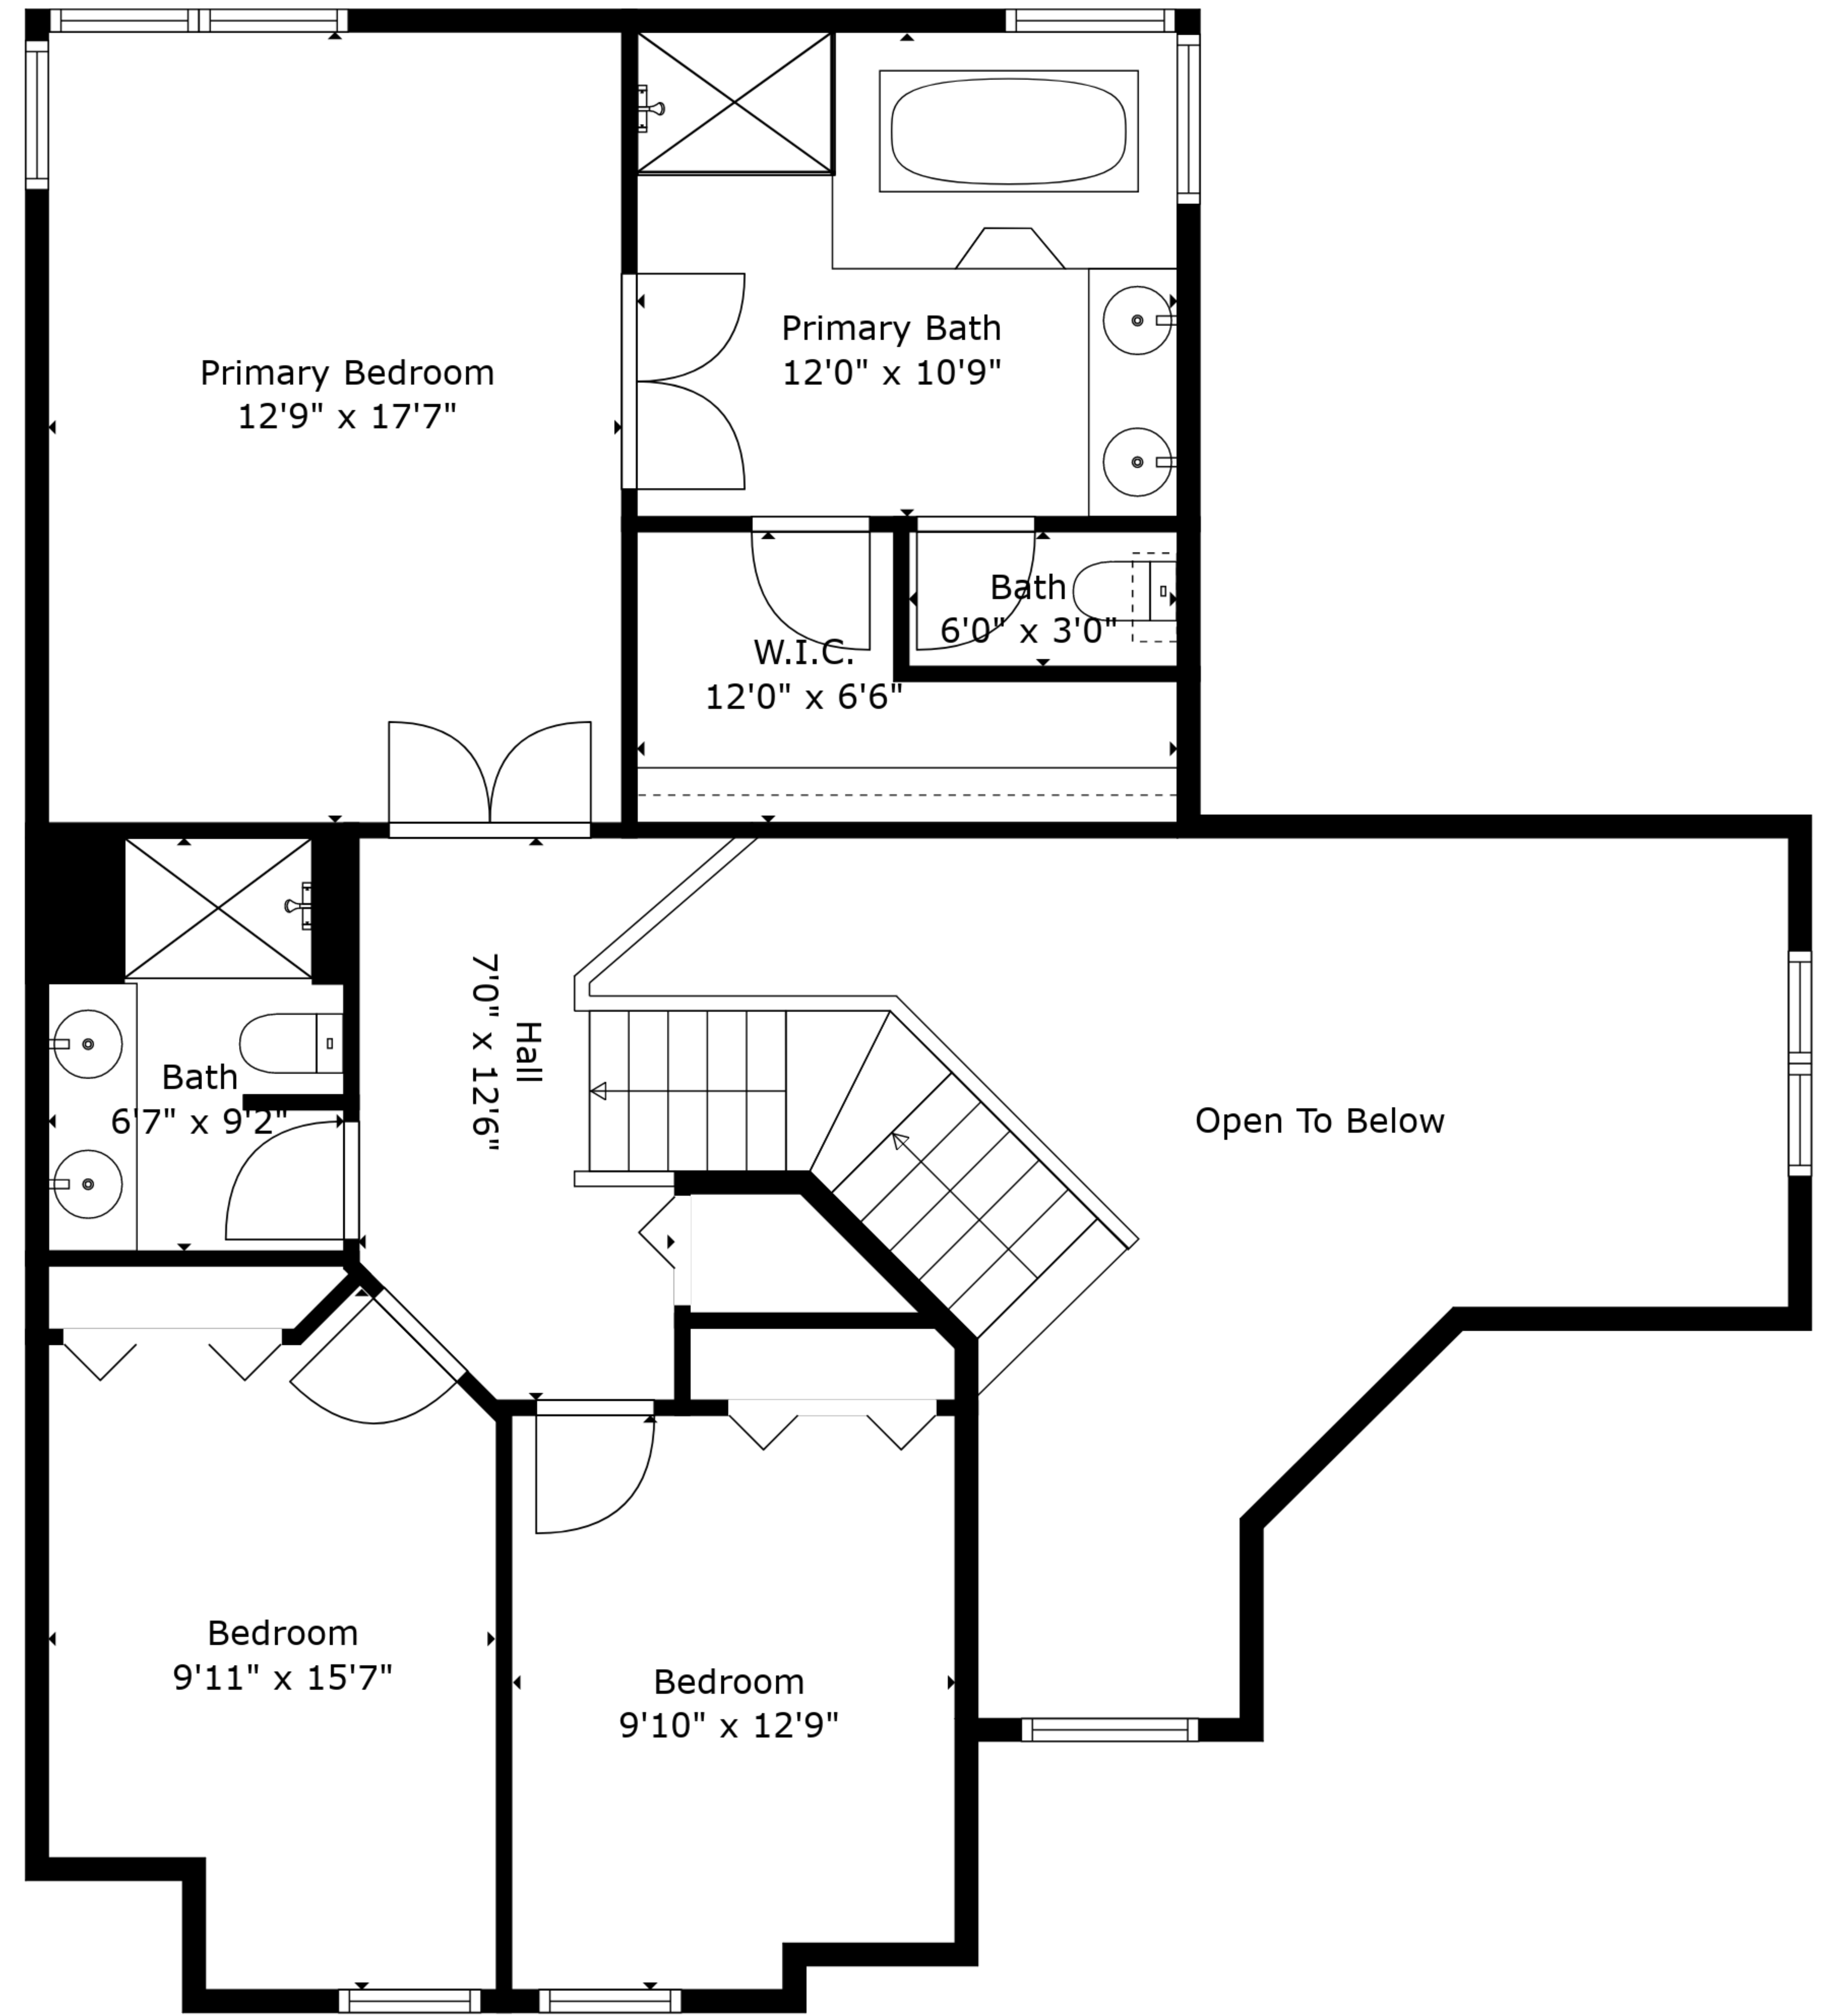 Primary Bath
12'0" x 10'9"
Primary Bedroom
12'9" x 17'7"
Bath
6'0" x 3'0"
W.I.C.
12'0" x 6'6"
Hall
7'0" x 12'6"
Bath
6'7" x 9'2"
Open To Below
Bedroom
9'11" x 15'7"
Bedroom
9'10" x 12'9"